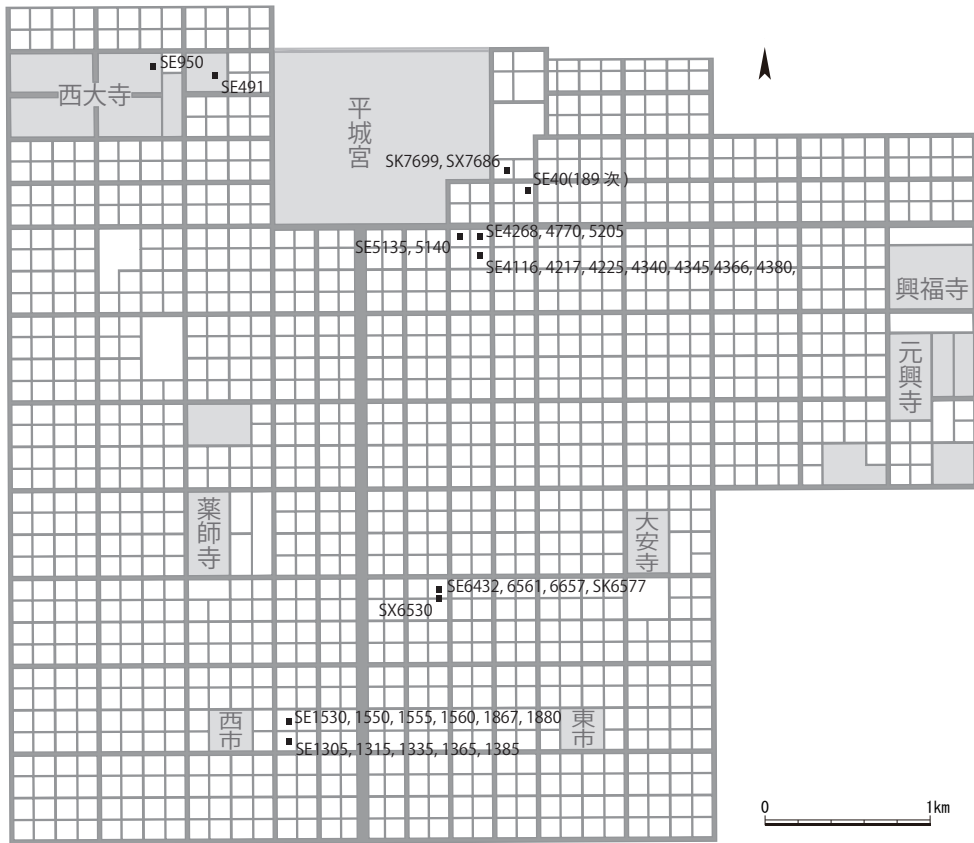 SE950
SE491
西大寺
平城宮
SK7699, SX7686
SE40(189 次)
SE4268, 4770, 5205
SE5135, 5140
SE4116, 4217, 4225, 4340, 4345,4366, 4380,
興福寺
元興寺
薬師寺
大安寺
SE6432, 6561, 6657, SK6577
SX6530
SE1530, 1550, 1555, 1560, 1867, 1880
西市
東市
SE1305, 1315, 1335, 1365, 1385
0 1km